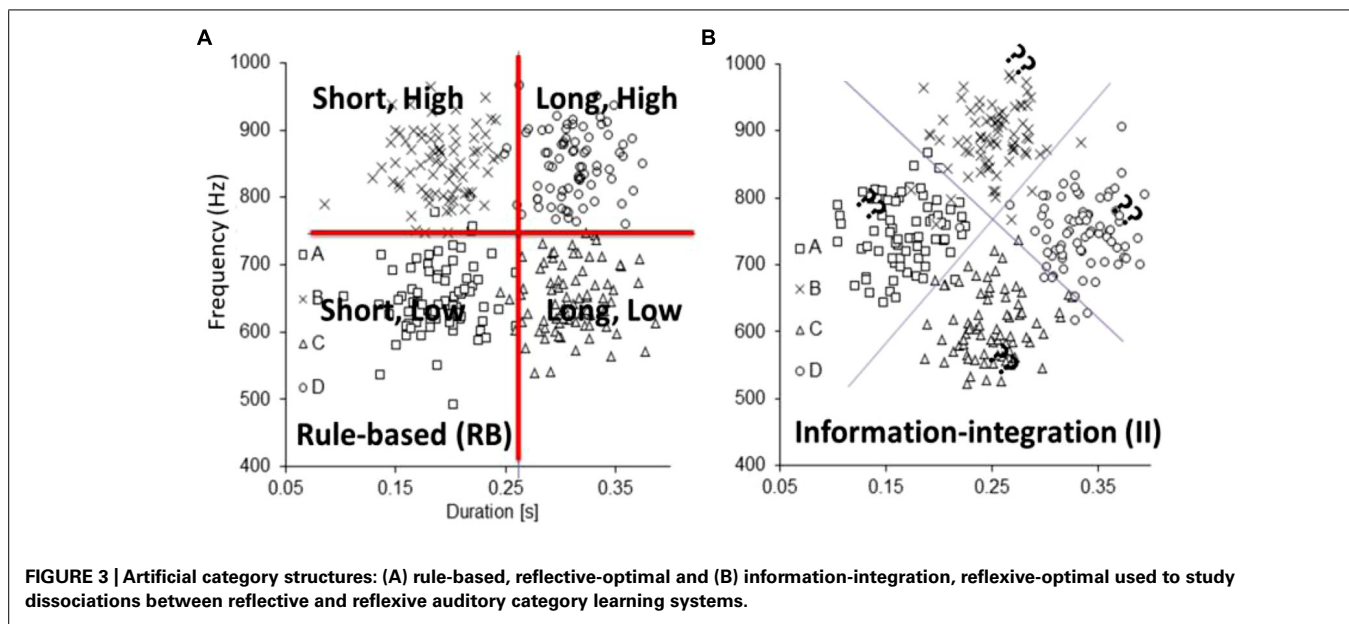 A
B
1000
900
800
700
600
500
400
Frequency (Hz)
Short, High
Long, High
Short, Low
Long, Low
A
B
C
D
Rule-based (RB)
0.05
0.15
0.25
0.35
Duration [s]
1000
900
800
700
600
500
400
??
??
??
??
A
B
C
D
Information-integration (II)
0.05
0.15
0.25
0.35
FIGURE 3 | Artificial category structures: (A) rule-based, reflective-optimal and (B) information-integration, reflexive-optimal used to study
dissociations between reflective and reflexive auditory category learning systems.